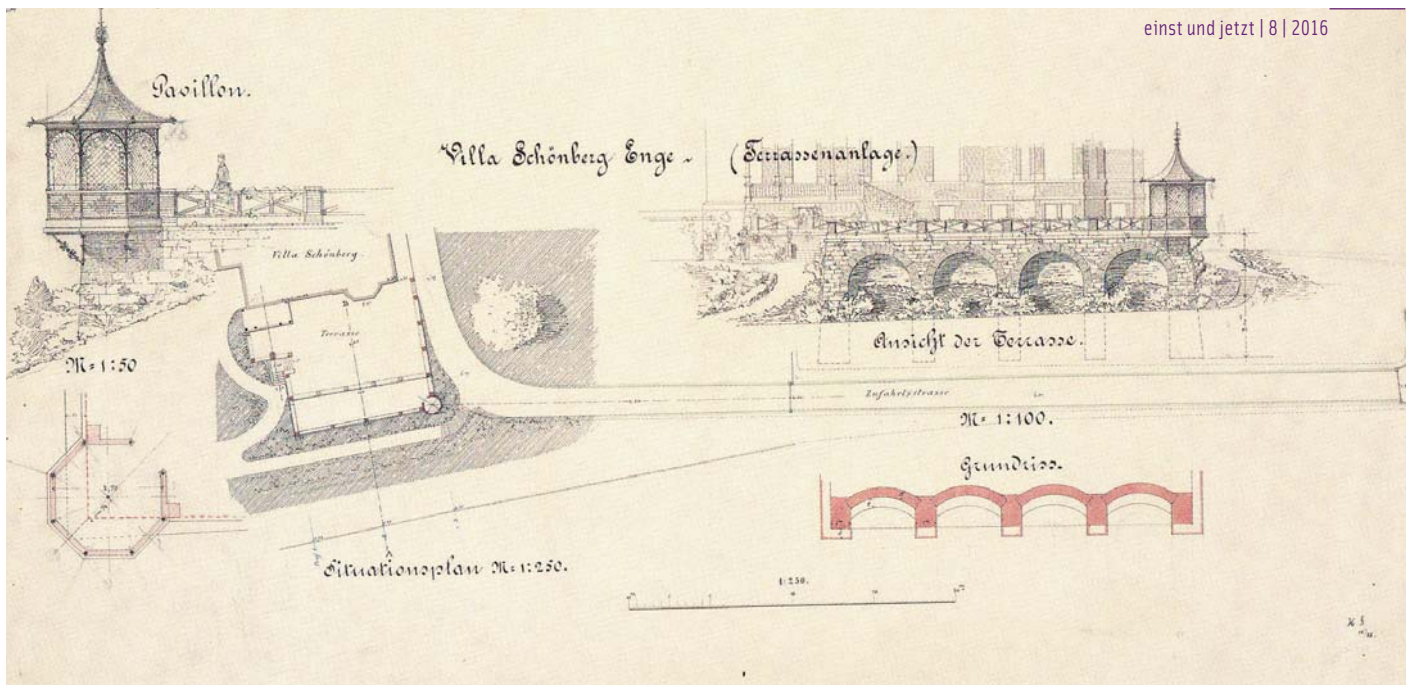 einst und jetzt | 8 | 2016
Pavillon.
Villa Schönberg Enge. (Terrassenanlage.)
Villa Schönberg.
Terrasse
M = 1:50
Ansicht der Terrasse.
Zufahrtsstrasse
M = 1:100.
Grundriss.
Situationsplan M = 1:250.
1:250.